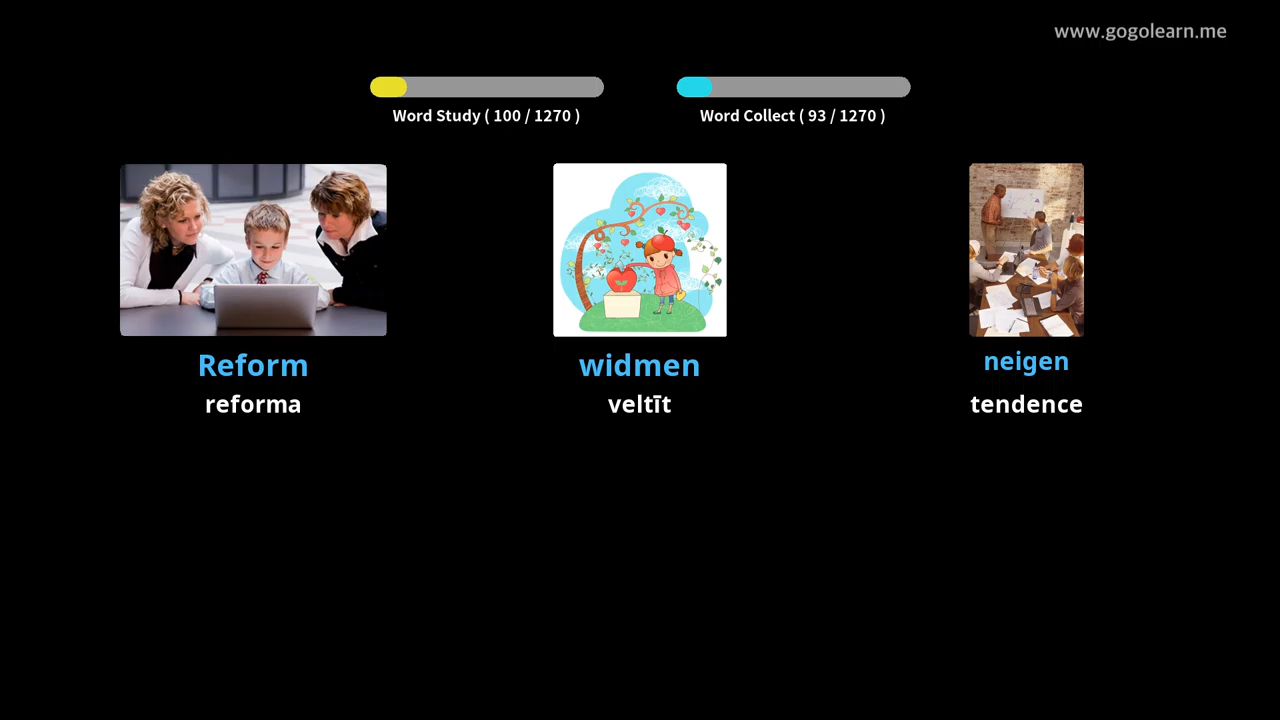 www.gogolearn.me
Word Study ( 100 / 1270 )
Word Collect ( 93 / 1270 )
Reform
reforma
widmen
veltīt
neigen
tendence